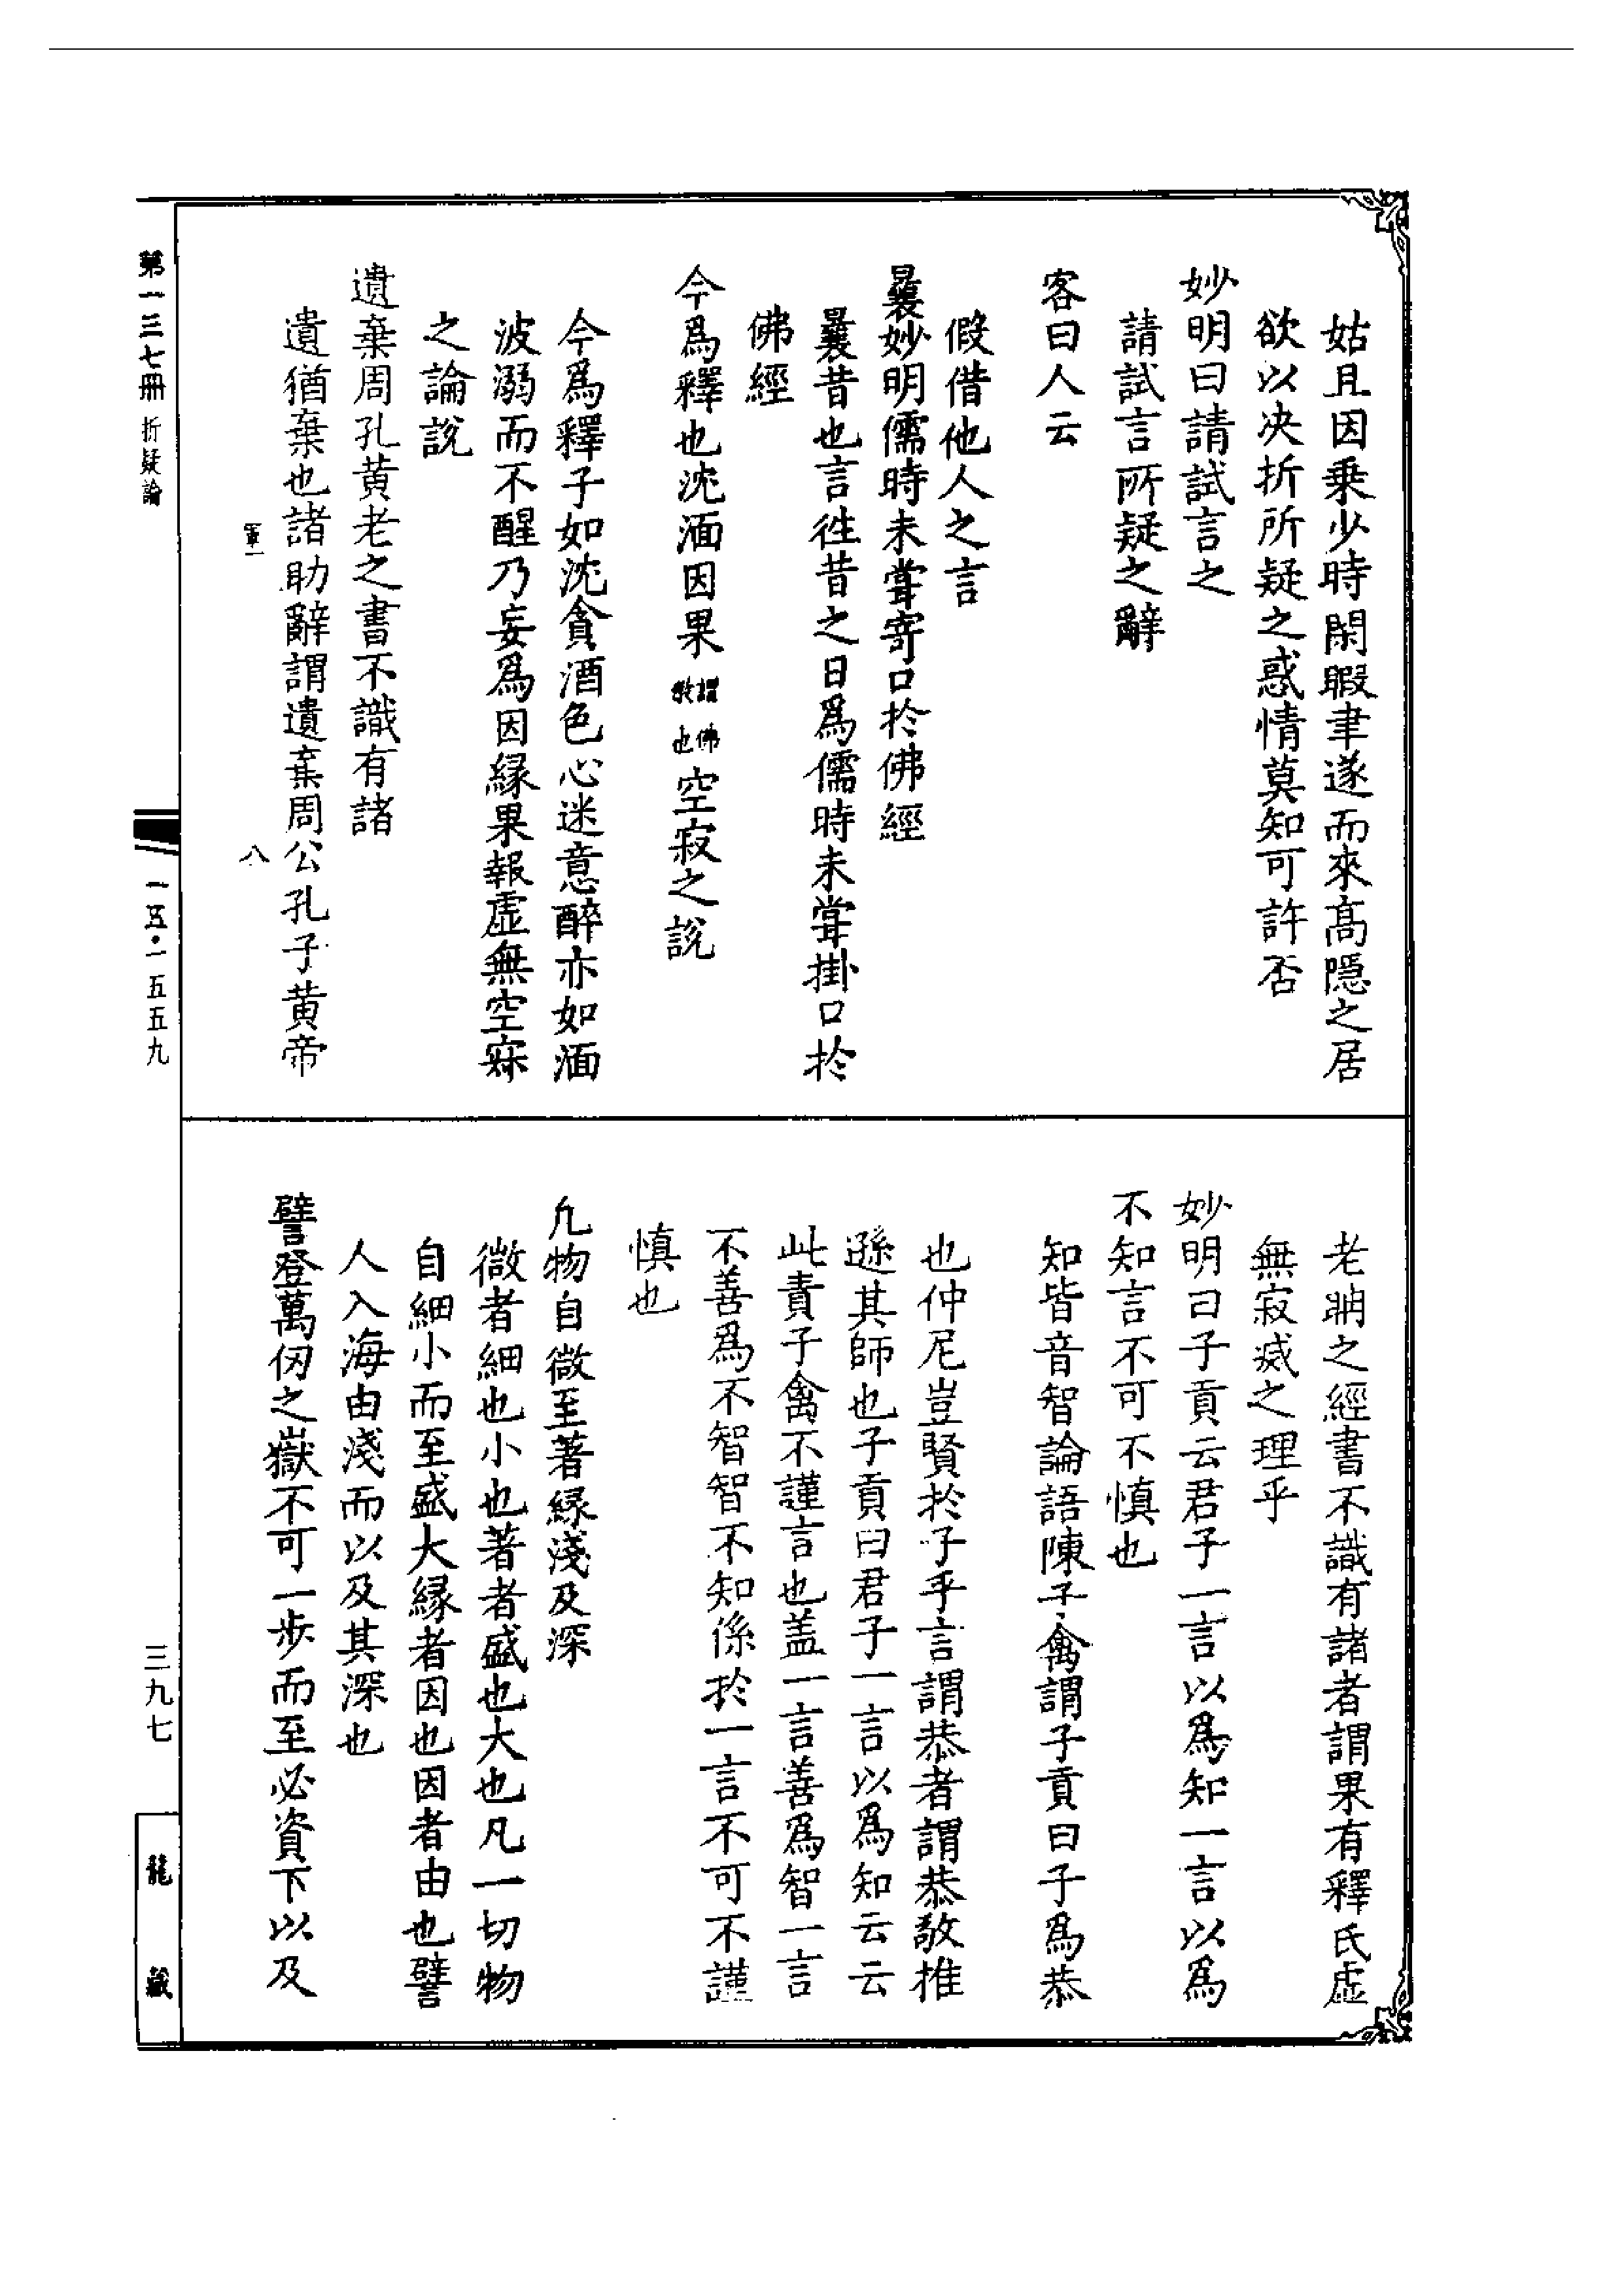 姑且因乗少時閑暇聿遂而來髙隱之居
欲以决折所疑之惑情莫知可許否
妙明曰請試言之
請試言所疑之辭
客曰人云
假借他人之言
曩妙明儒時未甞寄口於佛經
曩昔也言徃昔之日爲儒時未甞掛口於
佛經
今爲釋也沈湎因果謂佛教也空寂之說
今爲釋子如沈貪酒色心迷意醉亦如湎
波溺而不醒乃妄爲因縁果報虛無空寂
之論說
遺棄周孔黄老之書不識有諸
遺猶棄也諸助辭謂遺棄周公孔子黄帝
軍一 八
老聃之經書不識有諸者謂果有釋氏虛
無寂滅之理乎
妙明曰子貢云君子一言以爲知一言以爲
不知言不可不慎也
知皆音智論語陳子禽謂子貢曰子爲恭
也仲尼豈賢於子乎言謂恭者謂恭敬推
遜其師也子貢曰君子一言以爲知云云
此責子禽不謹言也盖一言善爲智一言
不善爲不智智不知係於一言不可不謹
慎也
凢物自微至著縁淺及深
微者細也小也著者盛也大也凡一切物
自細小而至盛大縁者因也因者由也譬
人入海由淺而以及其深也
譬登萬仭之嶽不可一步而至必資下以及
第一三七冊 折疑論
一五·一五五九
三九七
龍藏